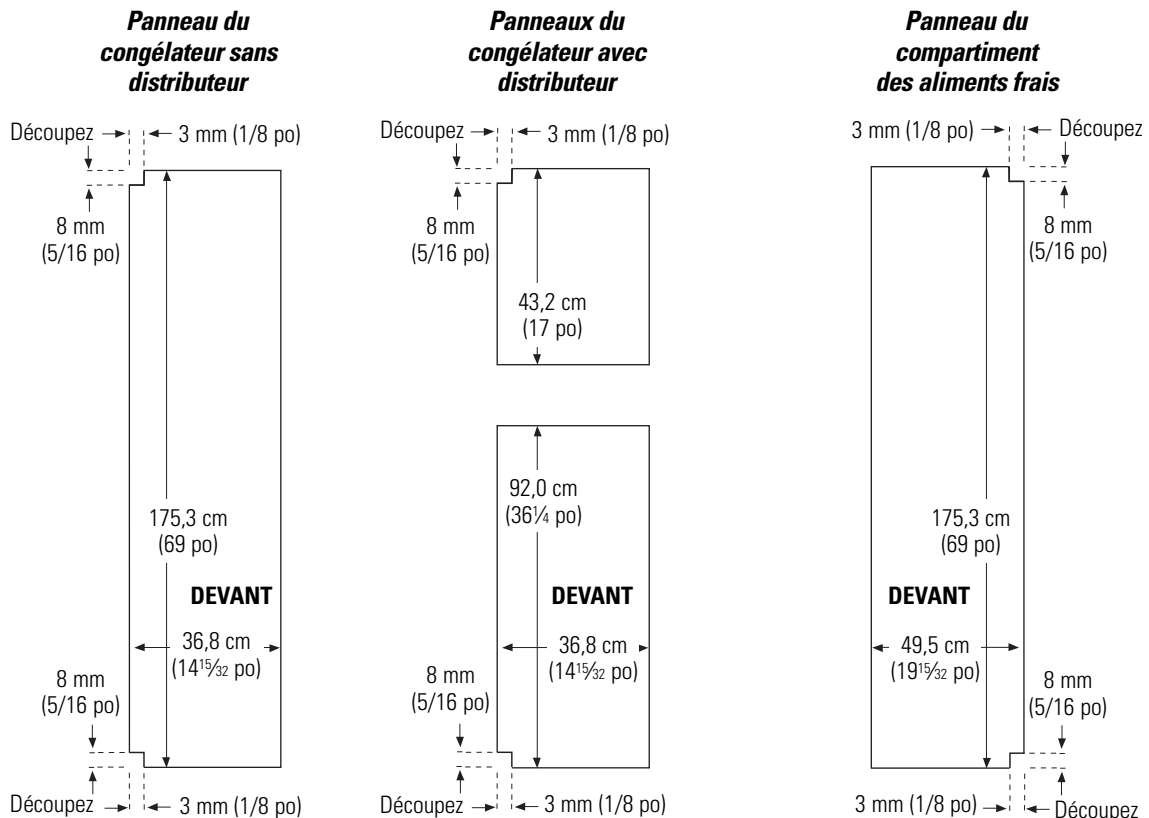 Panneau du
congélateur sans
distributeur
Découpez
3 mm (1/8 po)
8 mm
(5/16 po)
175,3 cm
(69 po)
DEVANT
36,8 cm
(14 15/32 po)
8 mm
(5/16 po)
Découpez
3 mm (1/8 po)
Panneaux du
congélateur avec
distributeur
Découpez
3 mm (1/8 po)
8 mm
(5/16 po)
43,2 cm
(17 po)
92,0 cm
(36 1/4 po)
DEVANT
36,8 cm
(14 15/32 po)
8 mm
(5/16 po)
Découpez
3 mm (1/8 po)
Panneau du
compartiment
des aliments frais
3 mm (1/8 po)
Découpez
8 mm
(5/16 po)
175,3 cm
(69 po)
DEVANT
49,5 cm
(19 15/32 po)
8 mm
(5/16 po)
3 mm (1/8 po)
Découpez